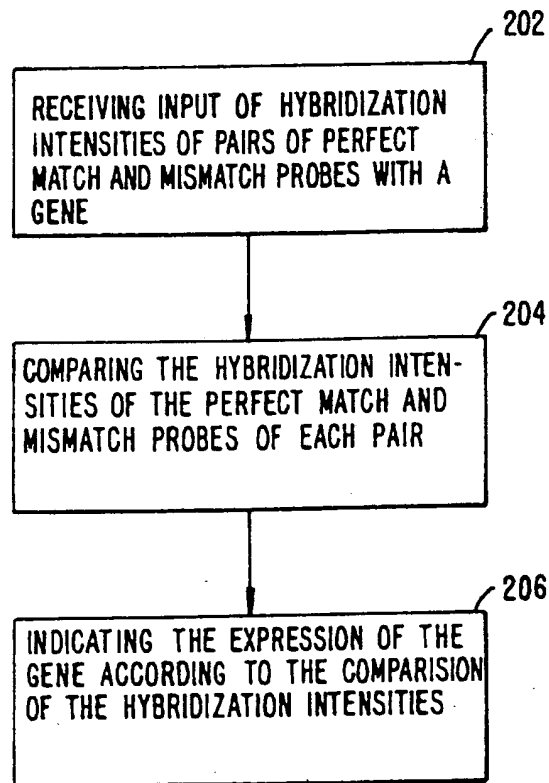 202
RECEIVING INPUT OF HYBRIDIZATION
INTENSITIES OF PAIRS OF PERFECT
MATCH AND MISMATCH PROBES WITH A
GENE
204
COMPARING THE HYBRIDIZATION INTEN-
SITIES OF THE PERFECT MATCH AND
MISMATCH PROBES OF EACH PAIR
206
INDICATING THE EXPRESSION OF THE
GENE ACCORDING TO THE COMPARISION
OF THE HYBRIDIZATION INTENSITIES